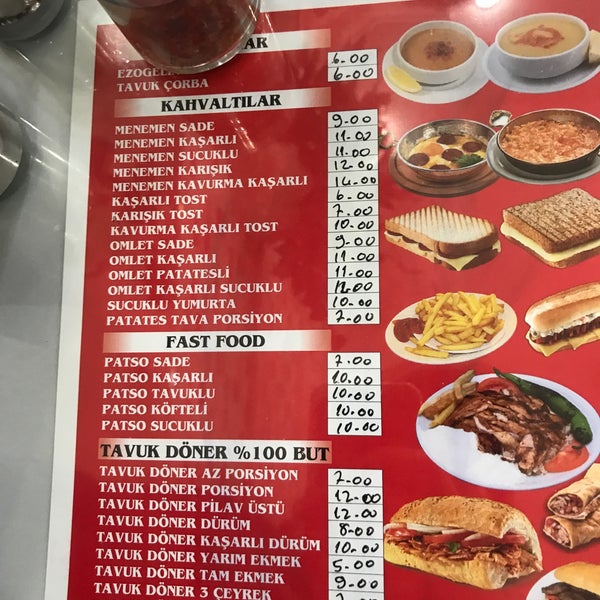 EZOGELİ 6.00
TAVUK ÇORBA 6.00
KAHVALTILAR
MENEMEN SADE 9.00
MENEMEN KAŞARLI 11.00
MENEMEN SUCUKLU 11.00
MENEMEN KARIŞIK 12.00
MENEMEN KAVURMA KAŞARLI 14.00
KAŞARLI TOST 6.00
KARIŞIK TOST 7.00
KAVURMA KAŞARLI TOST 10.00
OMLET SADE 9.00
OMLET KAŞARLI 11.00
OMLET PATATESLİ 11.00
OMLET KAŞARLI SUCUKLU 12.00
SUCUKLU YUMURTA 10.00
PATATES TAVA PORSİYON 7.00
FAST FOOD
PATSO SADE 7.00
PATSO KAŞARLI 10.00
PATSO TAVUKLU 10.00
PATSO KÖFTELİ 10.00
PATSO SUCUKLU 10.00
TAVUK DÖNER %100 BUT
TAVUK DÖNER AZ PORSİYON 7.00
TAVUK DÖNER PORSİYON 12.00
TAVUK DÖNER PİLAV ÜSTÜ 12.00
TAVUK DÖNER DÜRÜM 8.00
TAVUK DÖNER KAŞARLI DÜRÜM 10.00
TAVUK DÖNER YARIM EKMEK 5.00
TAVUK DÖNER TAM EKMEK 9.00
TAVUK DÖNER 3 ÇEYREK 7.00